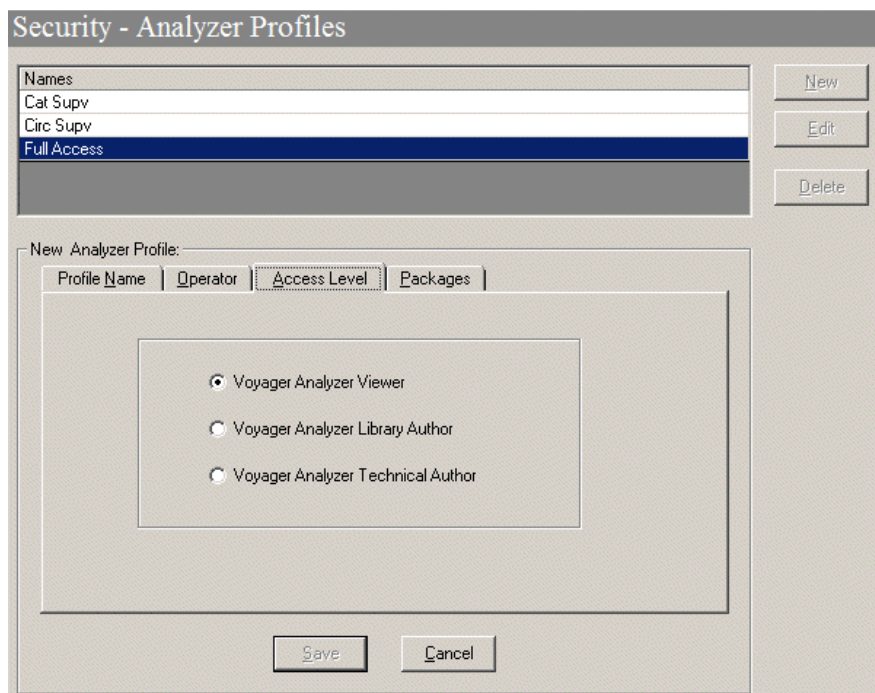 Security - Analyzer Profiles
Names
New
Cat Supv
Circ Supv
Edit
Full Access
Delete
New Analyzer Profile:
Profile Name Operator Access Level Packages
Voyager Analyzer Viewer
Voyager Analyzer Library Author
Voyager Analyzer Technical Author
Save Cancel